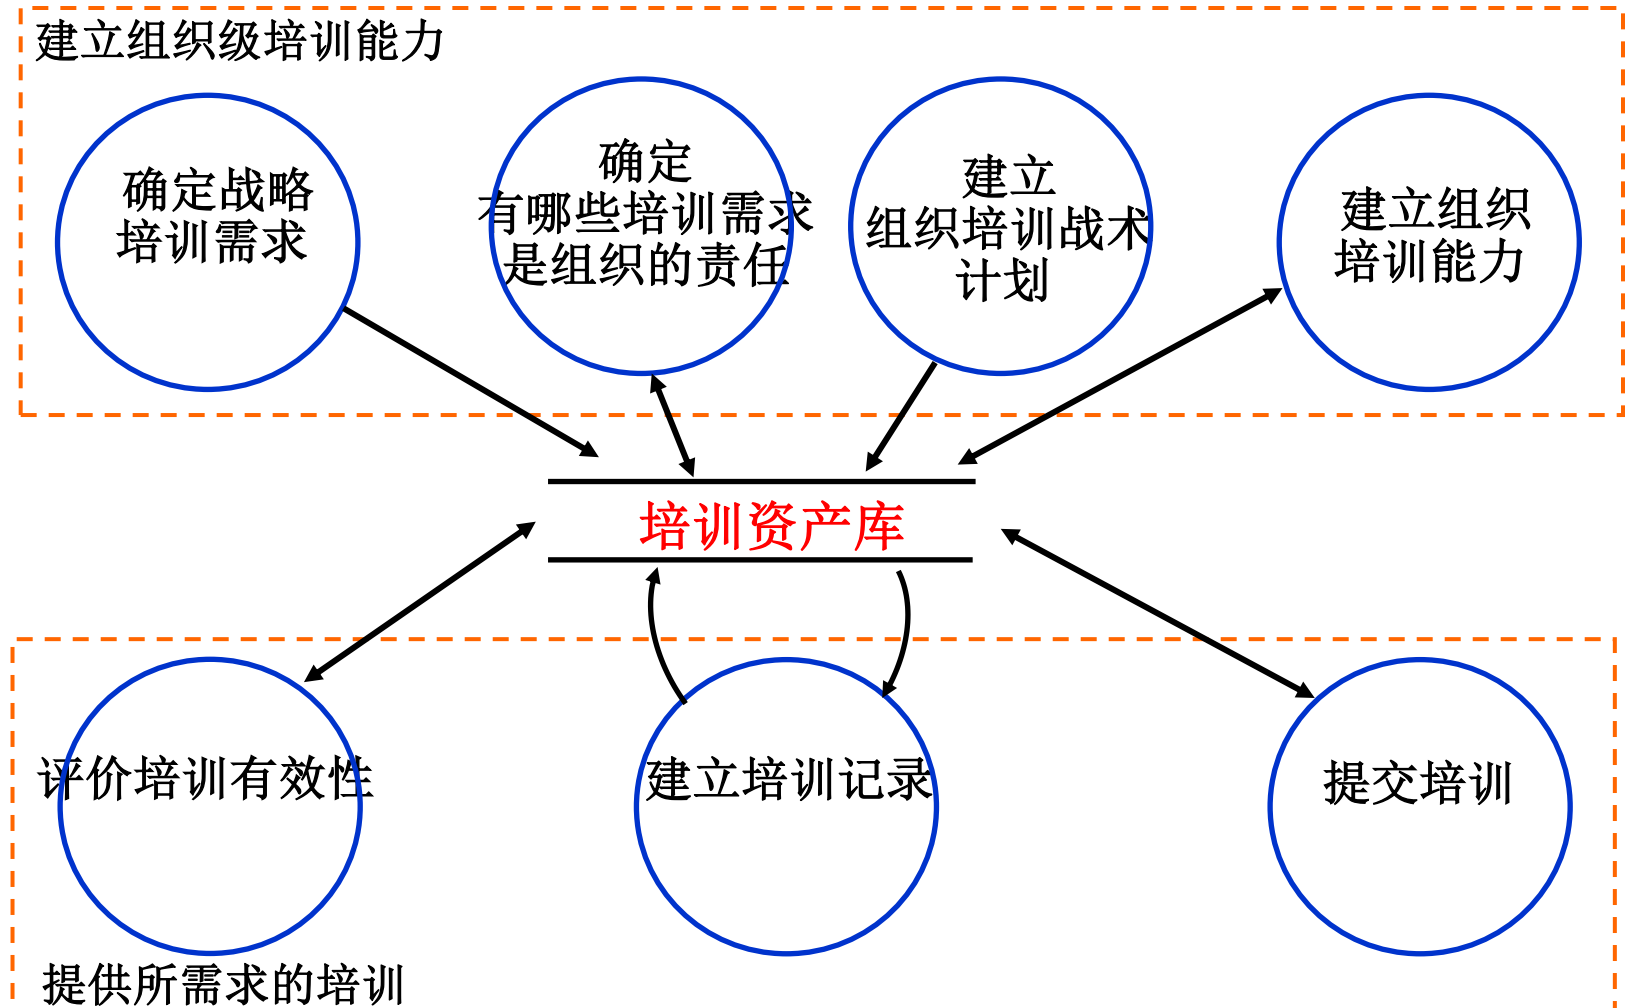 建立组织级培训能力
确定战略
培训需求
确定
有哪些培训需求
是组织的责任
建立
组织培训战术
计划
建立组织
培训能力
培训资产库
评价培训有效性
建立培训记录
提交培训
提供所需求的培训